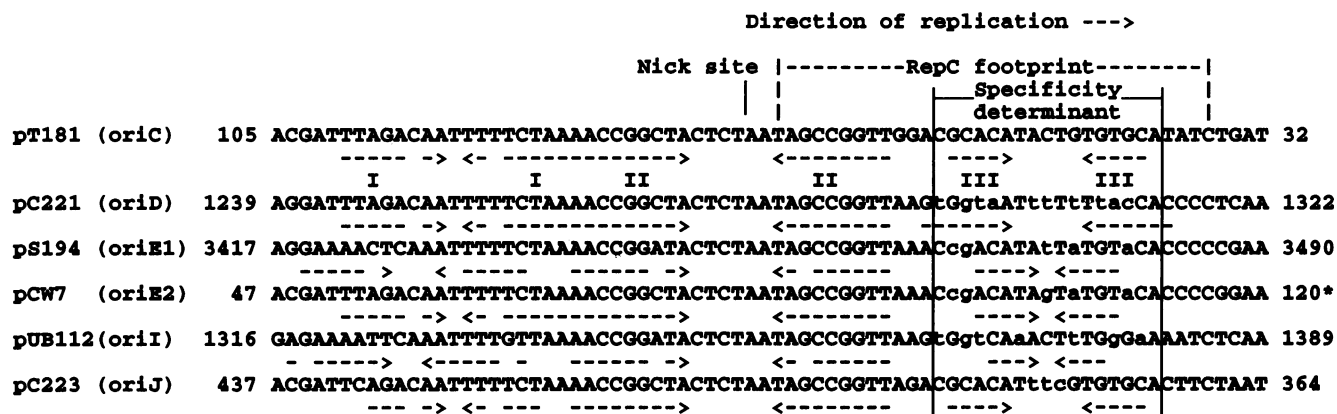 Direction of replication --->
Nick site |---------RepC footprint---------|
Specificity
determinant
pT181 (oriC) 105 ACGATTTAGACAATTTTTCTAAAACCGGCTACTCTAATAGCCGGTTGGACGCACATACTGTGTGCATATCTGAT 32
----- -> <- ------------> <------- ---> <----
I I II II III III
pC221 (oriD) 1239 AGGATTTAGACAATTTTTCTAAAACCGGCTACTCTAATAGCCGGTTAAGtGgtaAtttTtTtaccACCCCTCAA 1322
----- -> <- ------------> <------- -------> <-------
pS194 (oriE1) 3417 AGGAAAACTCAAATTTTTCTAAAACCGGATACTCTAATAGCCGGTTAAACcgACATAtTaTGTaCACCCCCGAA 3490
----- > < ---- --------> <- ----- ----> <----
pCW7 (oriE2) 47 ACGATTTAGACAATTTTTCTAAAACCGGCTACTCTAATAGCCGGTTAAACcgACATAgTaTGTaCACCCCGGAA 120*
----- -> <- ------------> <------- ----> <----
pUB112(oriI) 1316 GAGAAAATTCAAATTTTTGTTAAAACCGGATACTCTAATAGCCGGTTAAGtGgtCAaACTtTGgGaAAATCTCAA 1389
- -----> <------ --------> <- ----- ---> <----
pC223 (oriJ) 437 ACGATTCAGACAATTTTTCTAAAACCGGCTACTCTAATAGCCGGTTAGACGCACATttcGTGTGCACTTCTAAT 364
--- -> <- --- --------> <------- ----> <----